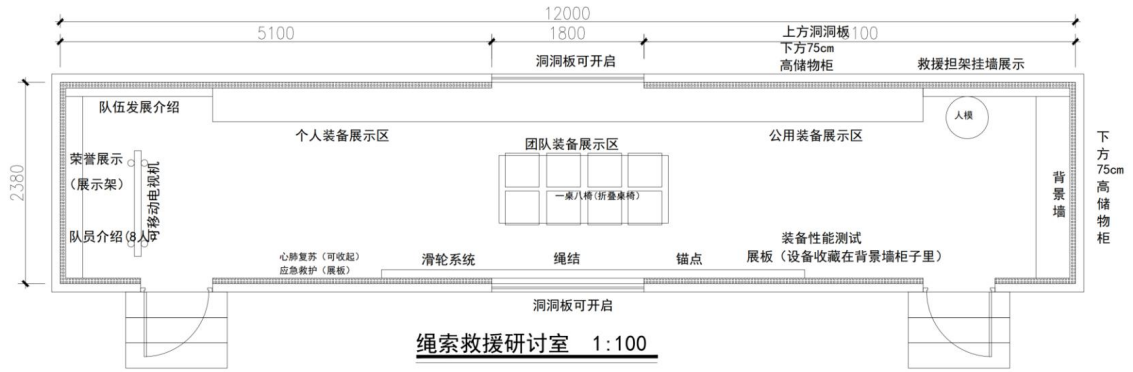 12000
5100
1800
上方洞洞板
100
下方75cm
高储物柜
洞洞板可开启
救援担架挂墙展示
队伍发展介绍
人模
个人装备展示区
团队装备展示区
公用装备展示区
荣誉展示
（展示架）
可移动电视机
2380
一桌八椅(折叠桌椅）
背景墙
下方75cm高储物柜
队员介绍(8人)
心肺复苏（可收起）
应急救护（展板）
滑轮系统
绳结
锚点
装备性能测试
展板（设备收藏在背景墙柜子里）
洞洞板可开启
绳索救援研讨室 1:100